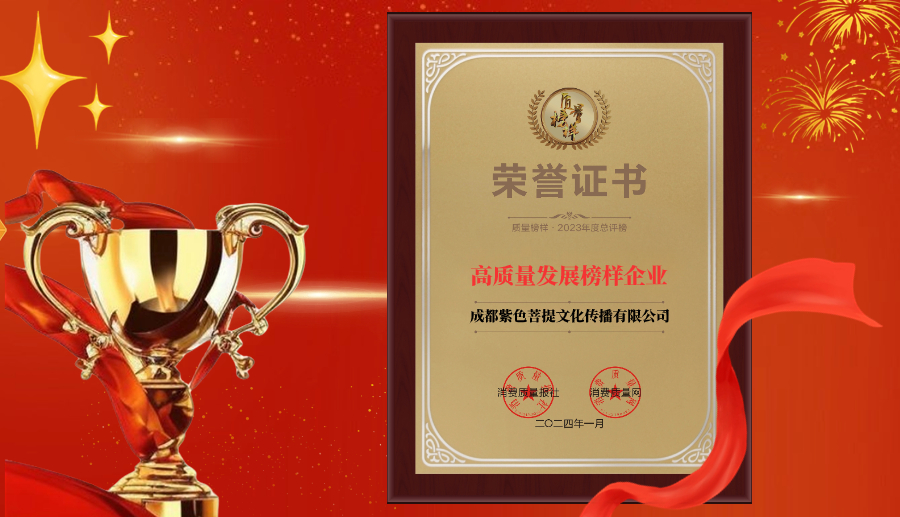 质量
榜样
荣誉证书
质量榜样 · 2023年度总评榜
高质量发展榜样企业
成都紫色菩提文化传播有限公司
消费质量报社 消费质量网
二〇二四年一月